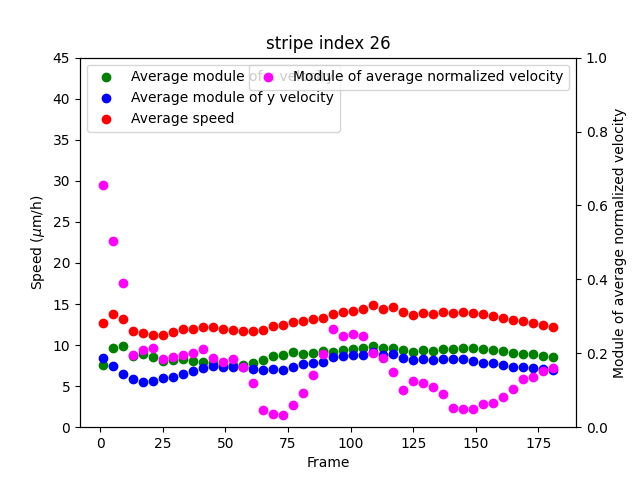 stripe index 26
Average module of x velocity
Average module of y velocity
Average speed
Module of average normalized velocity
Speed (μm/h)
45
40
35
30
25
20
15
10
5
0
1.0
0.8
0.6
0.4
0.2
0.0
Module of average normalized velocity
0 25 50 75 100 125 150 175
Frame